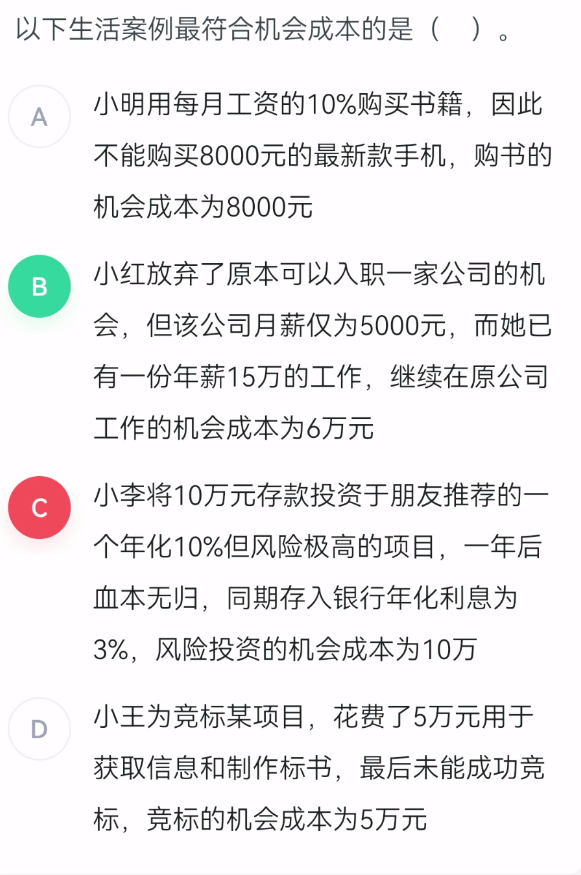 以下生活案例最符合机会成本的是（　）。
A
小明用每月工资的10%购买书籍，因此
不能购买8000元的最新款手机，购书的
机会成本为8000元
B
小红放弃了原本可以入职一家公司的机
会，但该公司月薪仅为5000元，而她已
有一份年薪15万的工作，继续在原公司
工作的机会成本为6万元
C
小李将10万元存款投资于朋友推荐的一
个年化10%但风险极高的项目，一年后
血本无归，同期存入银行年化利息为
3%，风险投资的机会成本为10万
D
小王为竞标某项目，花费了5万元用于
获取信息和制作标书，最后未能成功竞
标，竞标的机会成本为5万元